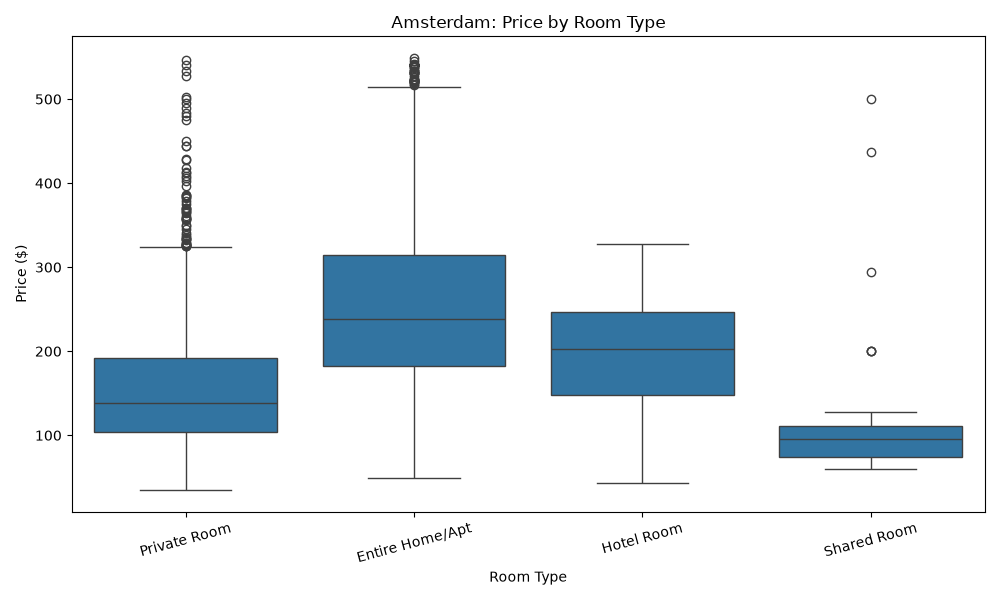 Amsterdam: Price by Room Type
Price ($)
500
400
300
200
100
Private Room
Entire Home/Apt
Hotel Room
Shared Room
Room Type